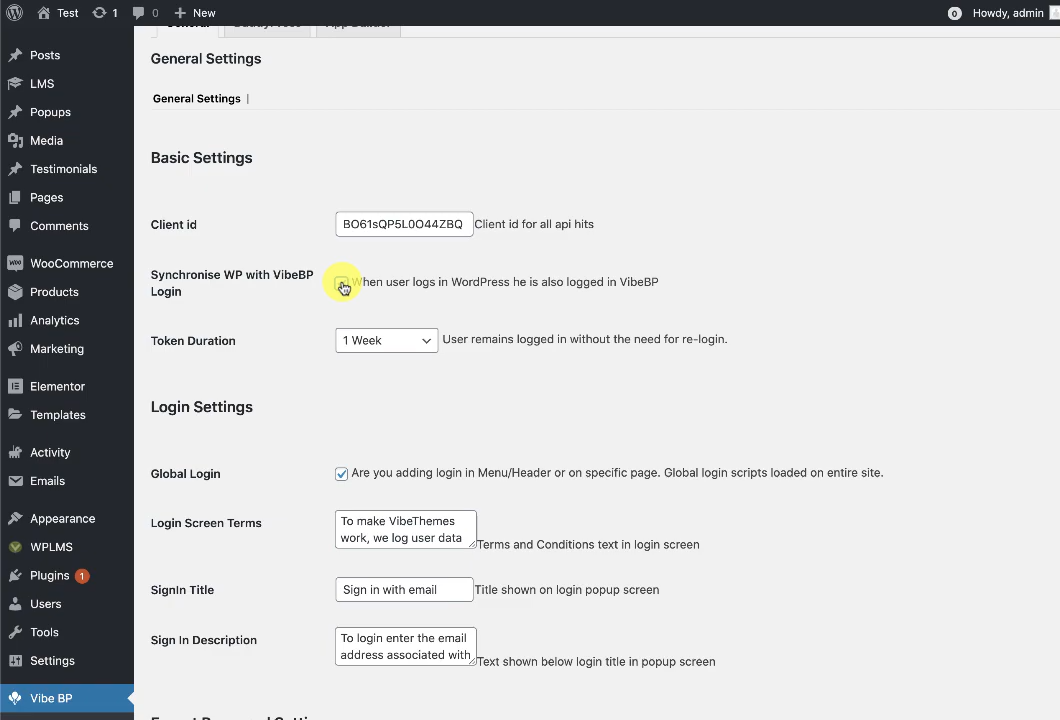 Test 1 0 New 0 Howdy, admin
General
General Settings
General Settings |
Posts
LMS
Popups
Media
Testimonials
Pages
Comments
WooCommerce
Products
Analytics
Marketing
Elementor
Templates
Activity
Emails
Appearance
WPLMS
Plugins 1
Users
Tools
Settings
Vibe BP
Basic Settings
Client id BO61sQP5L0O44ZBQ Client id for all api hits
Synchronise WP with VibeBP
Login
When user logs in WordPress he is also logged in VibeBP
Token Duration 1 Week User remains logged in without the need for re-login.
Login Settings
Global Login Are you adding login in Menu/Header or on specific page. Global login scripts loaded on entire site.
Login Screen Terms To make VibeThemes
work, we log user data
Terms and Conditions text in login screen
SignIn Title Sign in with email Title shown on login popup screen
Sign In Description To login enter the email
address associated with
Text shown below login title in popup screen